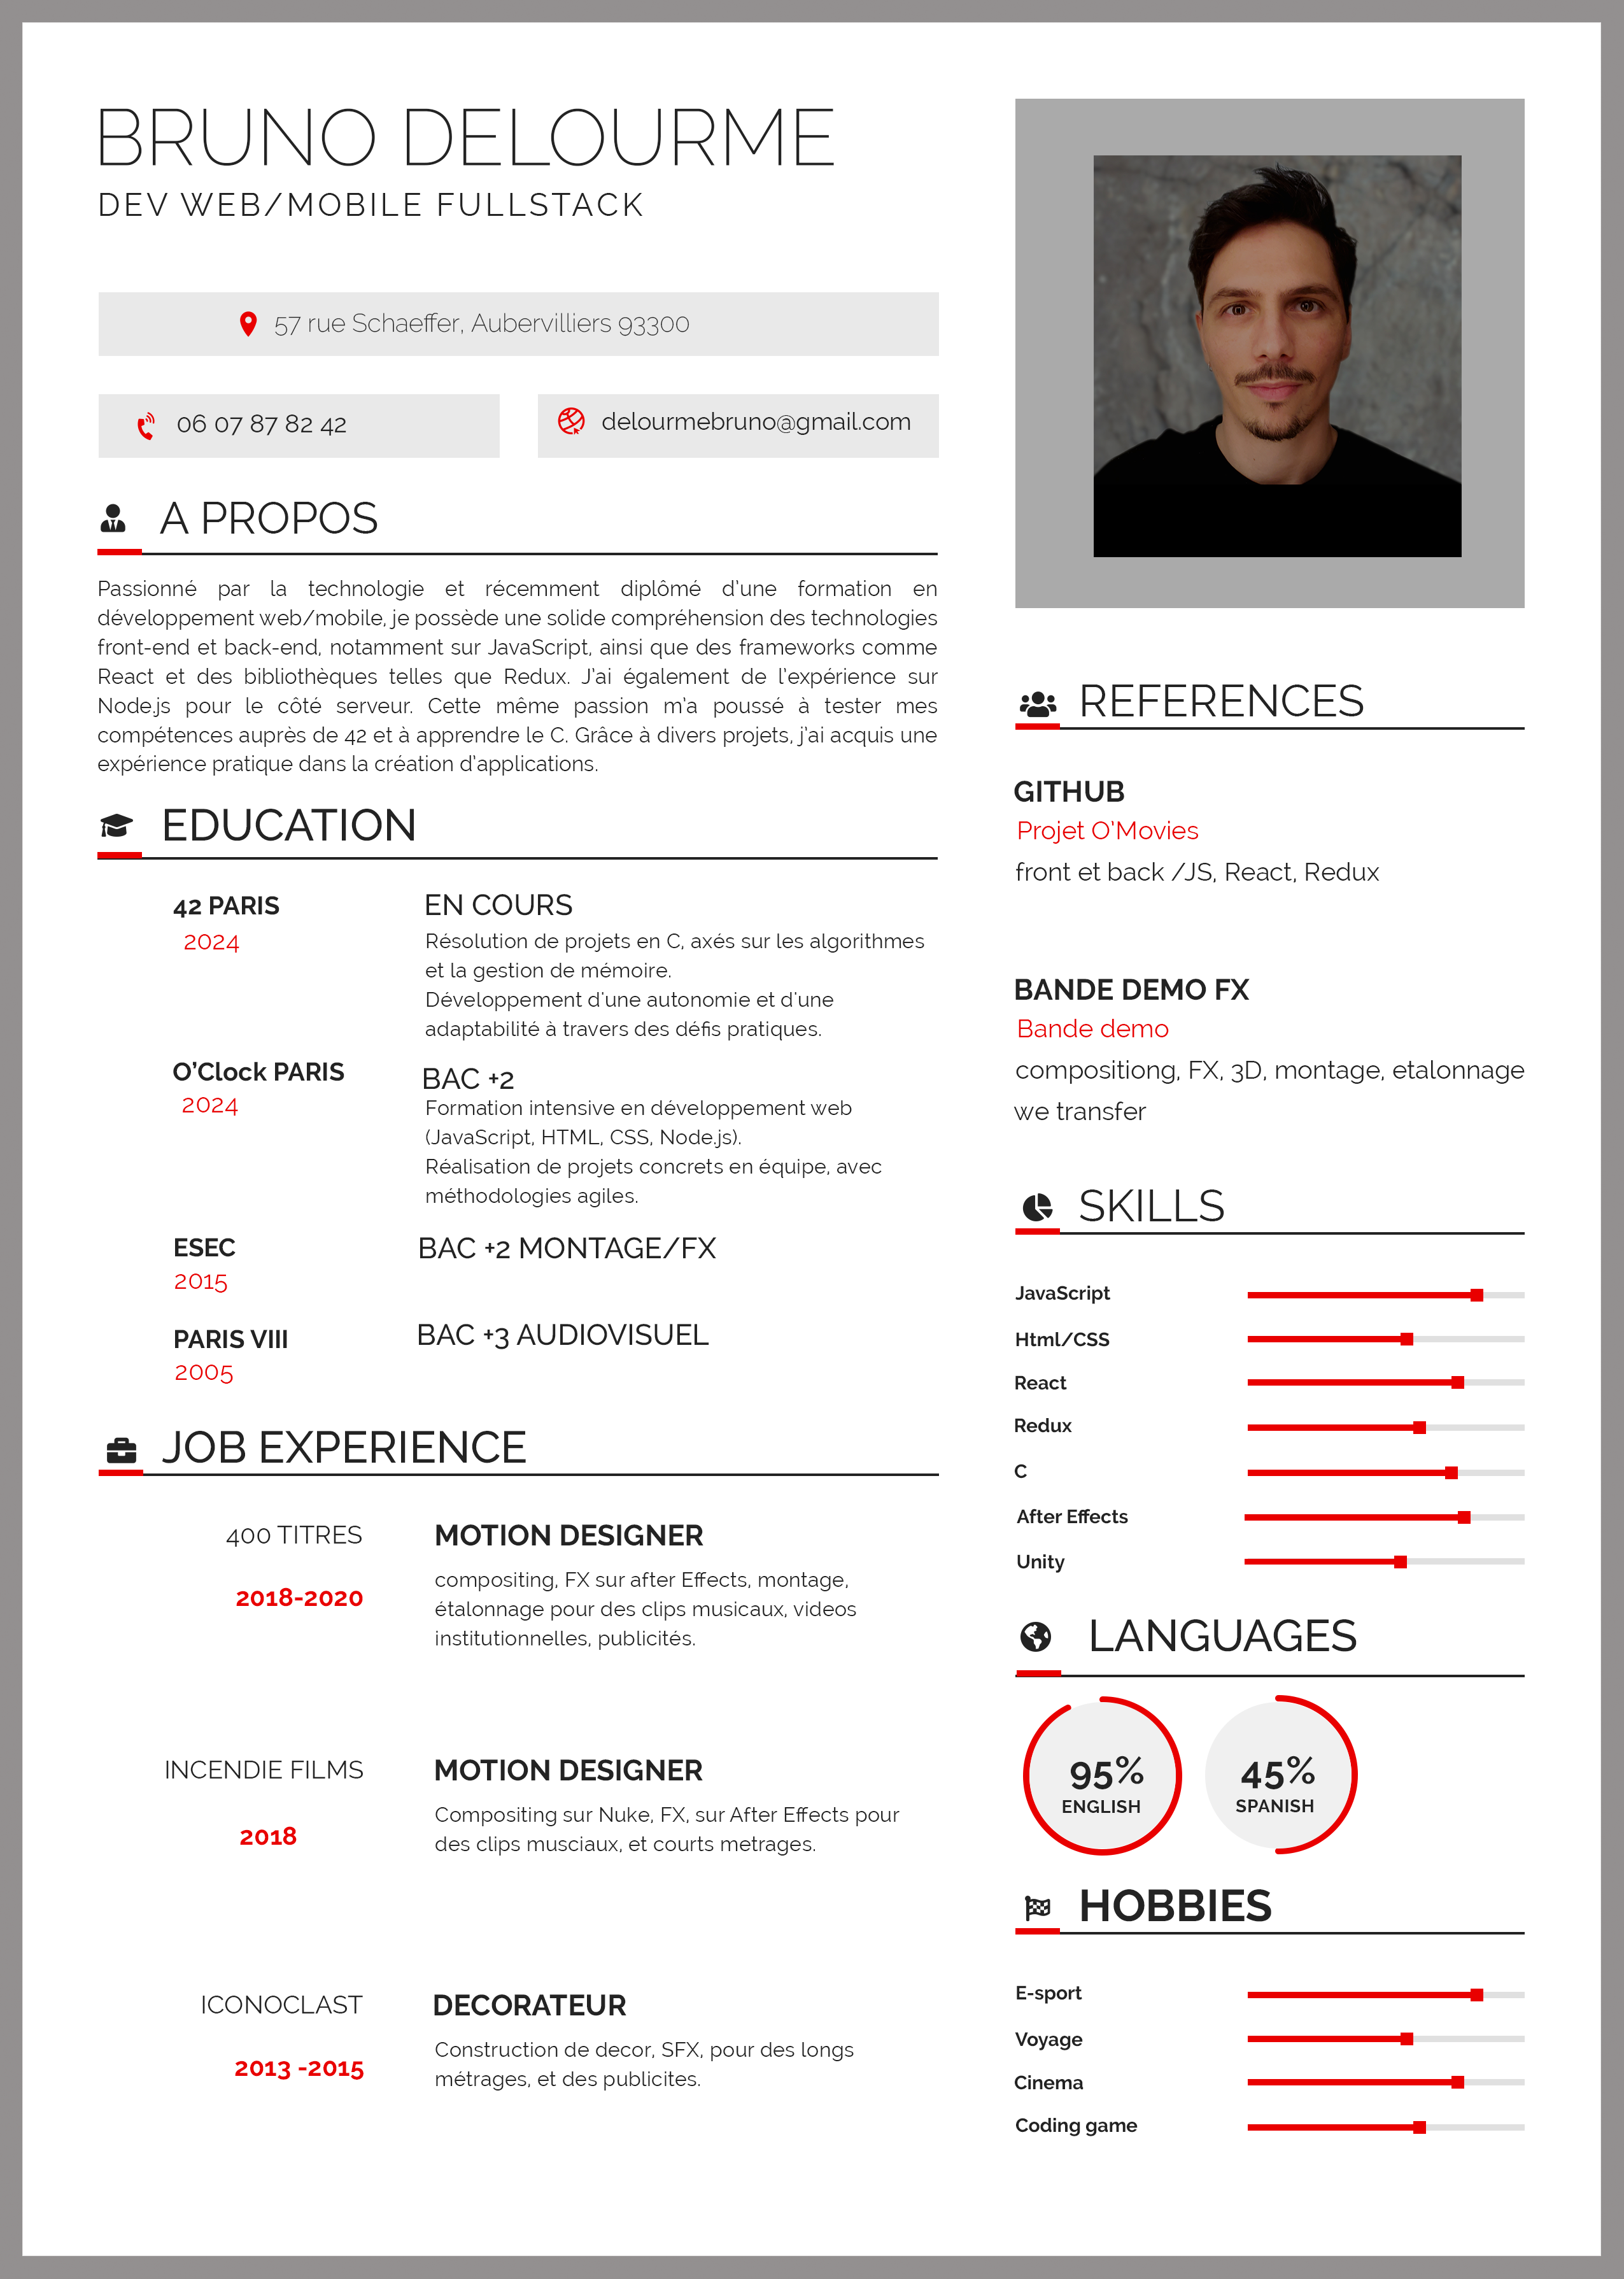 BRUNO DELOURME
DEV WEB/MOBILE FULLSTACK
57 rue Schaeffer, Aubervilliers 93300
06 07 87 82 42
delourmebruno@gmail.com
A PROPOS
Passionné par la technologie et récemment diplômé d'une formation en
développement web/mobile, je possède une solide compréhension des technologies
front-end et back-end, notamment sur JavaScript, ainsi que des frameworks comme
React et des bibliothèques telles que Redux. J'ai également de l'expérience sur
Node.js pour le côté serveur. Cette même passion m'a poussé à tester mes
compétences auprès de 42 et à apprendre le C. Grâce à divers projets, j'ai acquis une
expérience pratique dans la création d'applications.
EDUCATION
42 PARIS
2024
EN COURS
Résolution de projets en C, axés sur les algorithmes
et la gestion de mémoire.
Développement d'une autonomie et d'une
adaptabilité à travers des défis pratiques.
O'Clock PARIS
2024
BAC +2
Formation intensive en développement web
(JavaScript, HTML, CSS, Node.js).
Réalisation de projets concrets en équipe, avec
méthodologies agiles.
ESEC
2015
BAC +2 MONTAGE/FX
PARIS VIII
2005
BAC +3 AUDIOVISUEL
JOB EXPERIENCE
400 TITRES
2018-2020
MOTION DESIGNER
compositing, FX sur after Effects, montage,
étalonnage pour des clips musicaux, videos
institutionnelles, publicités.
INCENDIE FILMS
2018
MOTION DESIGNER
Compositing sur Nuke, FX, sur After Effects pour
des clips musciaux, et courts metrages.
ICONOCLAST
2013 -2015
DECORATEUR
Construction de decor, SFX, pour des longs
métrages, et des publicites.
REFERENCES
GITHUB
Projet O'Movies
front et back /JS, React, Redux
BANDE DEMO FX
Bande demo
compositiong, FX, 3D, montage, etalonnage
we transfer
SKILLS
JavaScript
Html/CSS
React
Redux
C
After Effects
Unity
LANGUAGES
95%
ENGLISH
45%
SPANISH
HOBBIES
E-sport
Voyage
Cinema
Coding game